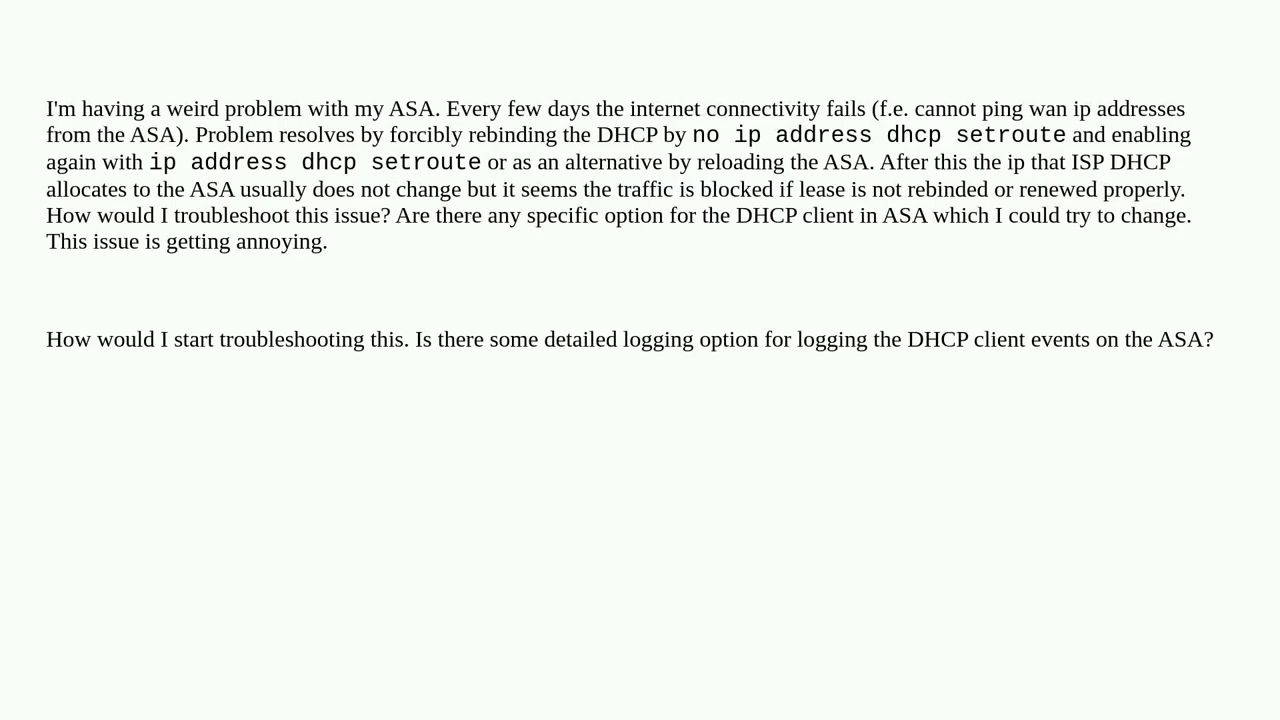 I'm having a weird problem with my ASA. Every few days the internet connectivity fails (f.e. cannot ping wan ip addresses
from the ASA). Problem resolves by forcibly rebinding the DHCP by no ip address dhcp setroute and enabling
again with ip address dhcp setroute or as an alternative by reloading the ASA. After this the ip that ISP DHCP
allocates to the ASA usually does not change but it seems the traffic is blocked if lease is not rebinded or renewed properly.
How would I troubleshoot this issue? Are there any specific option for the DHCP client in ASA which I could try to change.
This issue is getting annoying.
How would I start troubleshooting this. Is there some detailed logging option for logging the DHCP client events on the ASA?